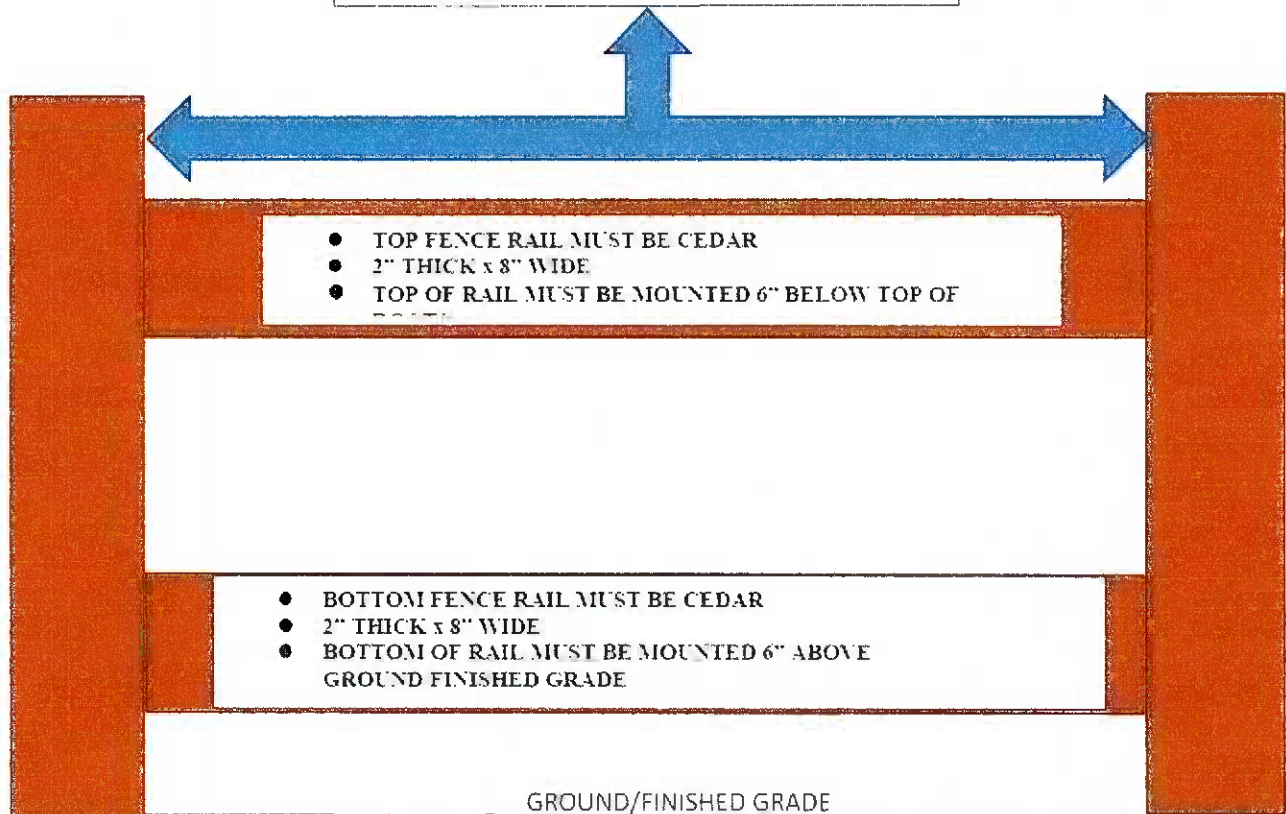 ● TOP FENCE RAIL MUST BE CEDAR
● 2" THICK x 8" WIDE
● TOP OF RAIL MUST BE MOUNTED 6" BELOW TOP OF
● BOTTOM FENCE RAIL MUST BE CEDAR
● 2" THICK x 8" WIDE
● BOTTOM OF RAIL MUST BE MOUNTED 6" ABOVE
GROUND FINISHED GRADE
GROUND/FINISHED GRADE